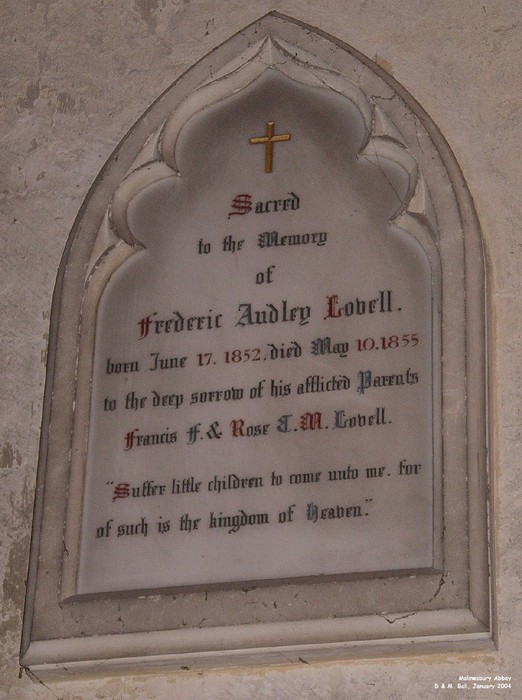 Sacred
to the Memory
of
Frederic Audley Lovell.
born June 17. 1852, died May 10. 1855
to the deep sorrow of his afflicted Parents
Francis F. & Rose T. M. Lovell.
"Suffer little children to come unto me. for
of such is the kingdom of Heaven."
Malmesbury Abbey
D & M. Ball, January 2004